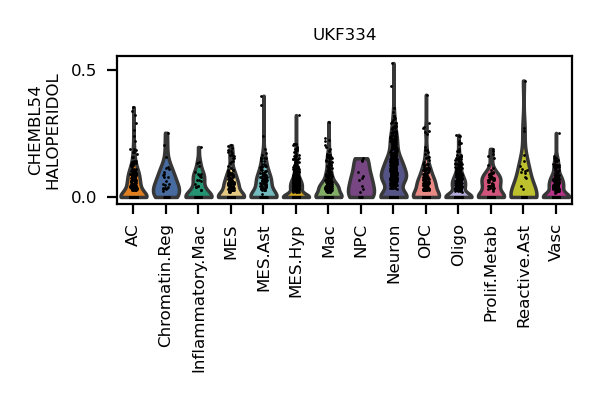 UKF334
CHEMBL54
HALOPERIDOL
0.5
0.0
AC
Chromatin.Reg
Inflammatory.Mac
MES
MES.Ast
MES.Hyp
Mac
NPC
Neuron
OPC
Oligo
Prolif.Metab
Reactive.Ast
Vasc